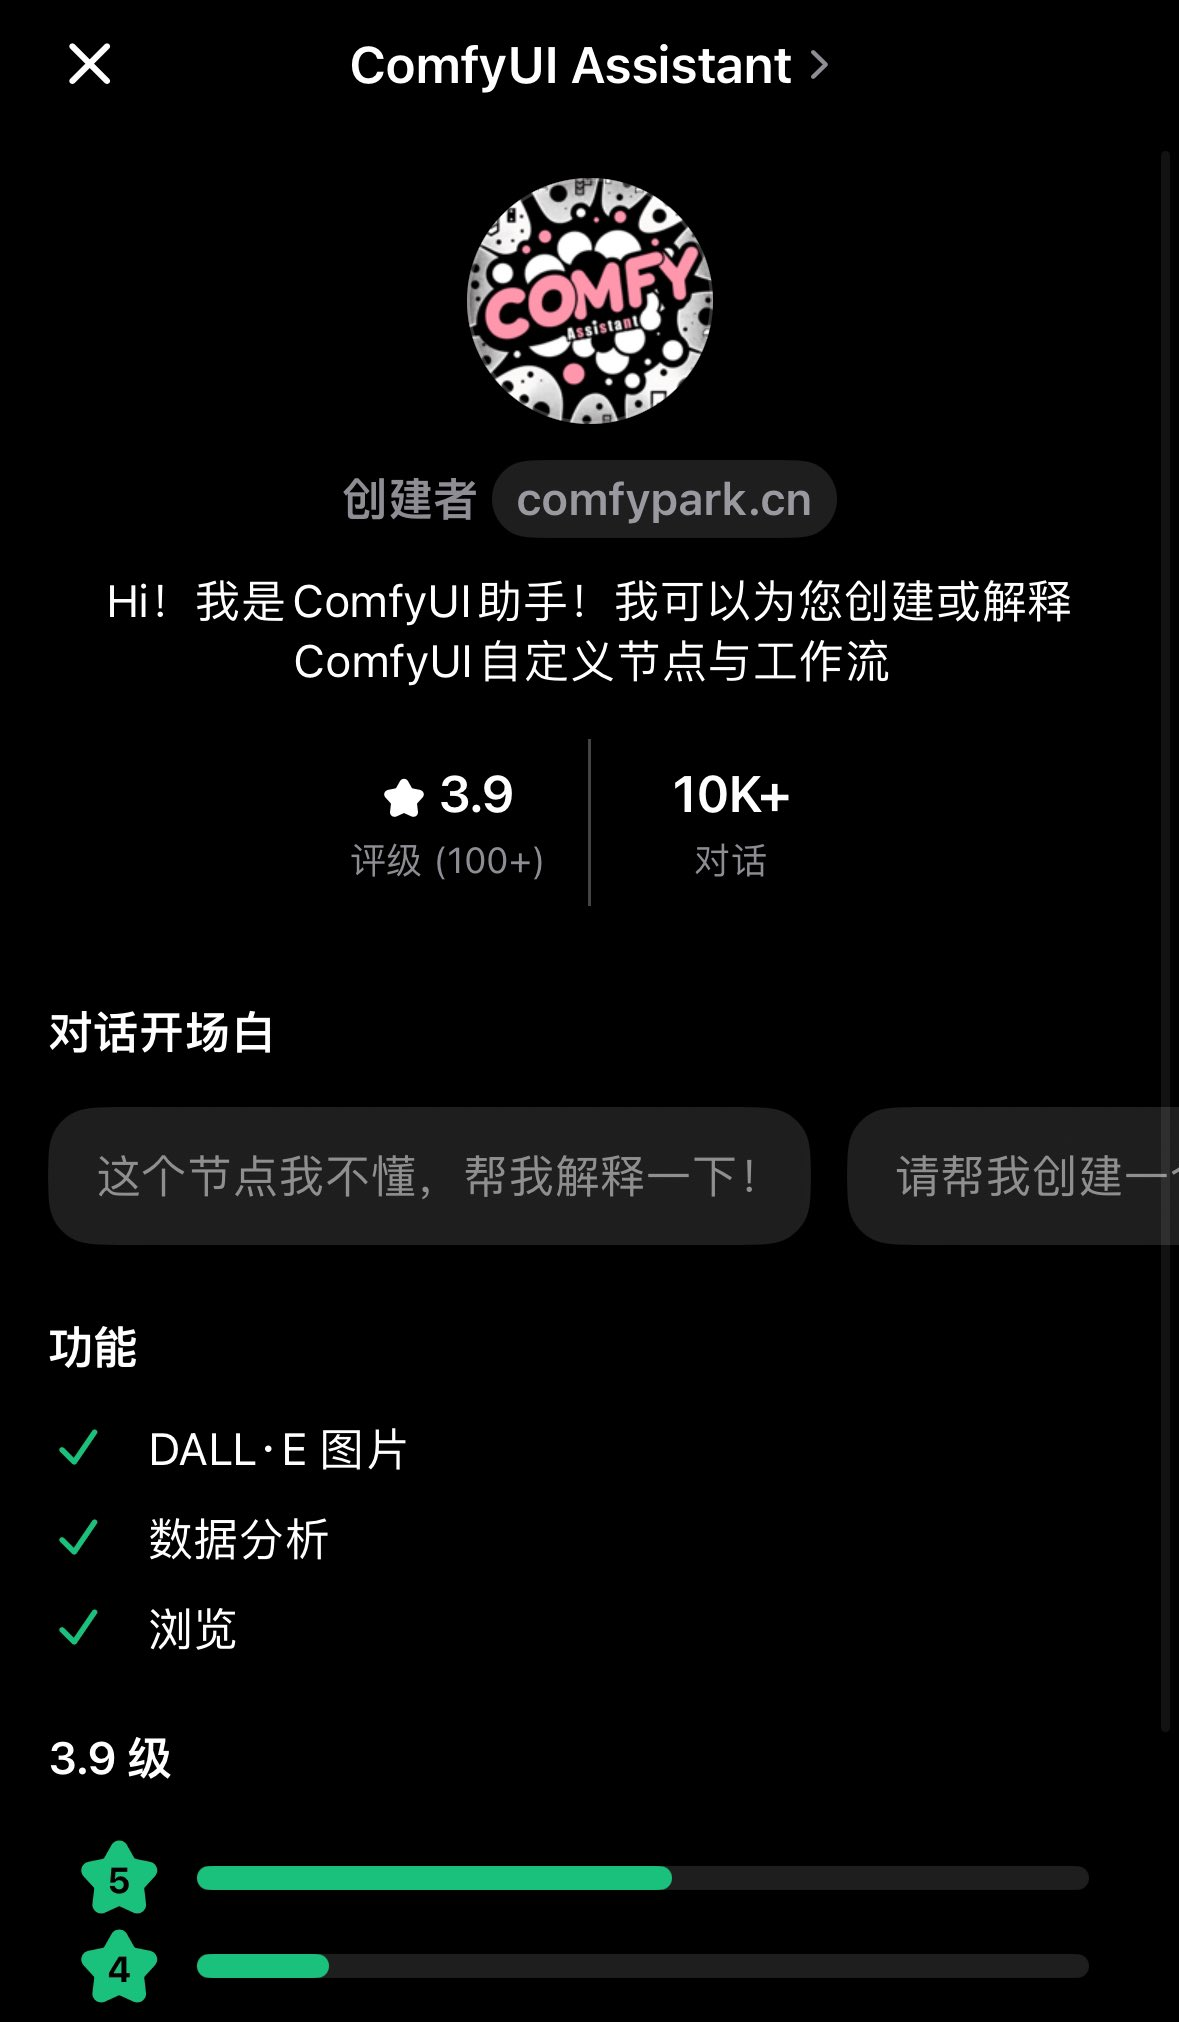 ComfyUI Assistant
COMFY
Assistant
创建者 comfypark.cn
Hi！我是ComfyUI助手！我可以为您创建或解释
ComfyUI自定义节点与工作流
3.9
评级 (100+)
10K+
对话
对话开场白
这个节点我不懂，帮我解释一下！
请帮我创建一
功能
DALL·E 图片
数据分析
浏览
3.9 级
5
4